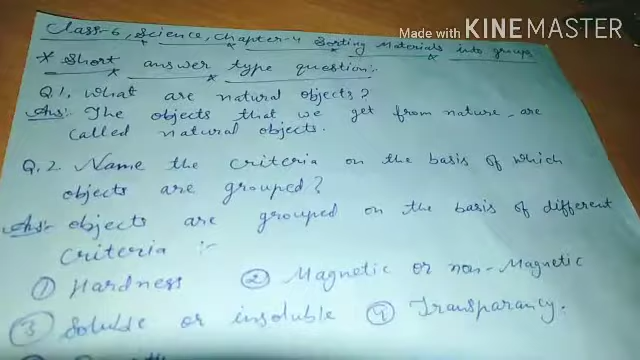 Made with KINEMASTER
Class-6, Science, Chapter-4 Sorting Materials into groups
* Short answer type question:-
Q.1. What are natural objects?
Ans:- The objects that we get from nature, are
called natural objects.
Q.2. Name the criteria on the basis of which
objects are grouped?
Ans:- objects are grouped on the basis of different
criteria :-
① Hardness ② Magnetic or non-Magnetic
③ Soluble or insoluble ④ Transparancy.